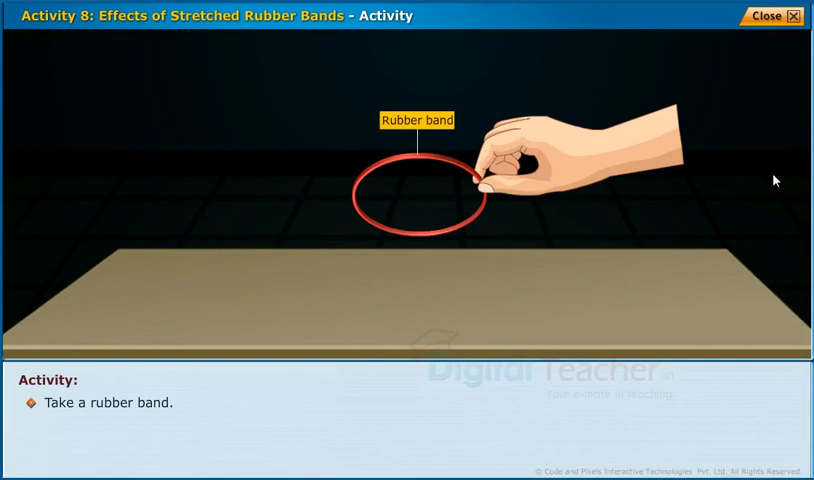 Activity 8: Effects of Stretched Rubber Bands - Activity
Close
Rubber band
Activity:
Take a rubber band.
Digital Teacher.in
Your e-mate in teaching
© Code and Pixels Interactive Technologies Pvt. Ltd. All Rights Reserved.